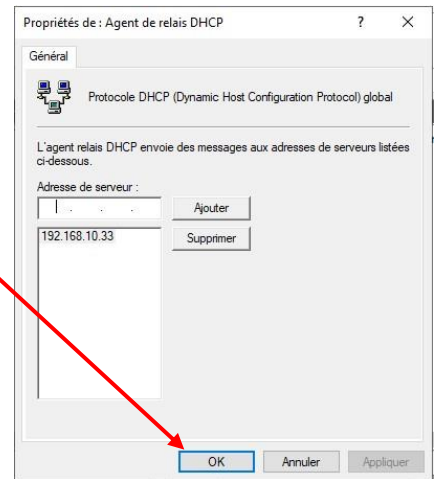 Propriétés de : Agent de relais DHCP
Général
Protocole DHCP (Dynamic Host Configuration Protocol) global
L'agent relais DHCP envoie des messages aux adresses de serveurs listées
ci-dessous.
Adresse de serveur :
Ajouter
192.168.10.33
Supprimer
OK
Annuler
Appliquer